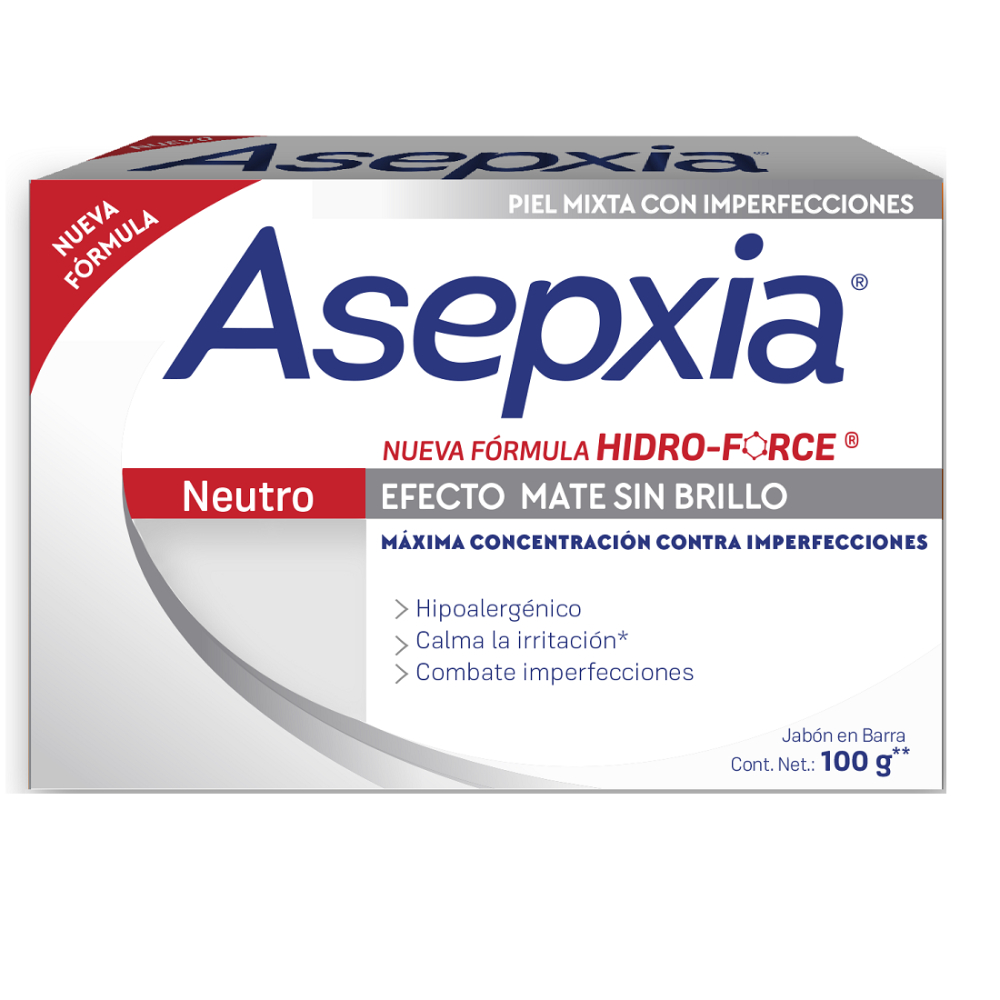 NUEVO
Asepxia
NUEVA
FÓRMULA
PIEL MIXTA CON IMPERFECCIONES
Asepxia®
NUEVA FÓRMULA HIDRO-FORCE®
Neutro
EFECTO MATE SIN BRILLO
MÁXIMA CONCENTRACIÓN CONTRA IMPERFECCIONES
> Hipoalergénico
> Calma la irritación*
> Combate imperfecciones
Jabón en Barra
Cont. Net.: 100 g**